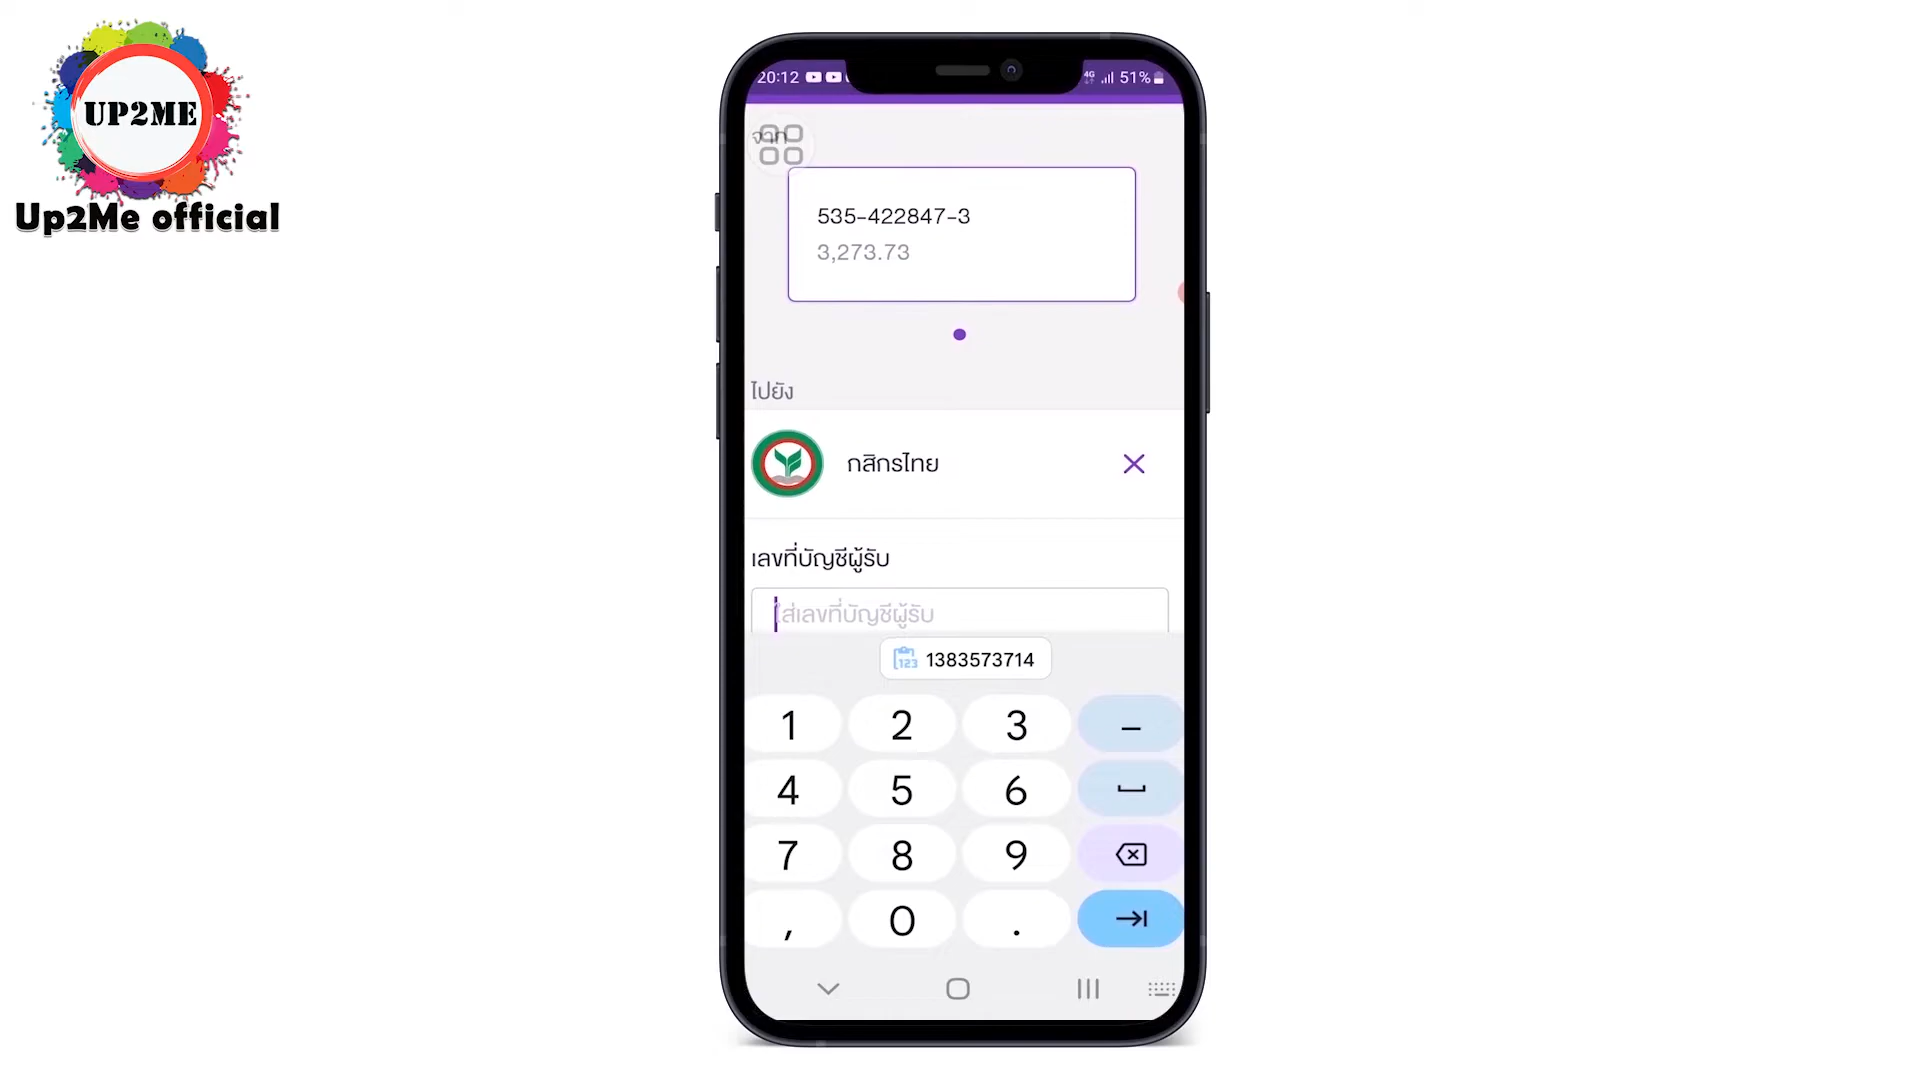 UP2ME
Up2Me official
20:12
4G 51%
จาก
535-422847-3
3,273.73
ไปยัง
กสิกรไทย
เลขที่บัญชีผู้รับ
ใส่เลขที่บัญชีผู้รับ
123 1383573714
1 2 3 –
4 5 6
7 8 9
, 0 .